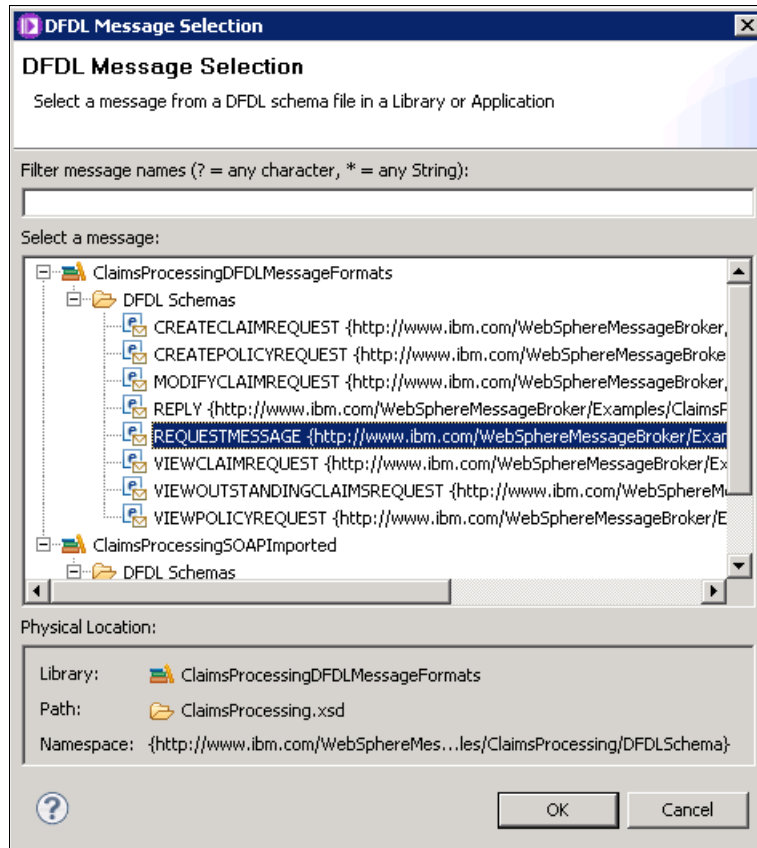 DFDL Message Selection
DFDL Message Selection
Select a message from a DFDL schema file in a Library or Application
Filter message names (? = any character, * = any String):
Select a message:
ClaimsProcessingDFDLMessageFormats
DFDL Schemas
CREATECLAIMREQUEST {http://www.ibm.com/WebSphereMessageBroker,
CREATEPOLICYREQUEST {http://www.ibm.com/WebSphereMessageBroke
MODIFYCLAIMREQUEST {http://www.ibm.com/WebSphereMessageBroker,
REPLY {http://www.ibm.com/WebSphereMessageBroker/Examples/ClaimsF
REQUESTMESSAGE {http://www.ibm.com/WebSphereMessageBroker/Exar
VIEWCLAIMREQUEST {http://www.ibm.com/WebSphereMessageBroker/Ex
VIEWOUTSTANDINGCLAIMSREQUEST {http://www.ibm.com/WebSphereM
VIEWPOLICYREQUEST {http://www.ibm.com/WebSphereMessageBroker/E
ClaimsProcessingSOAPImported
DFDL Schemas
Physical Location:
Library: ClaimsProcessingDFDLMessageFormats
Path: ClaimsProcessing.xsd
Namespace: {http://www.ibm.com/WebSphereMes...les/ClaimsProcessing/DFDLSchema}
? OK Cancel